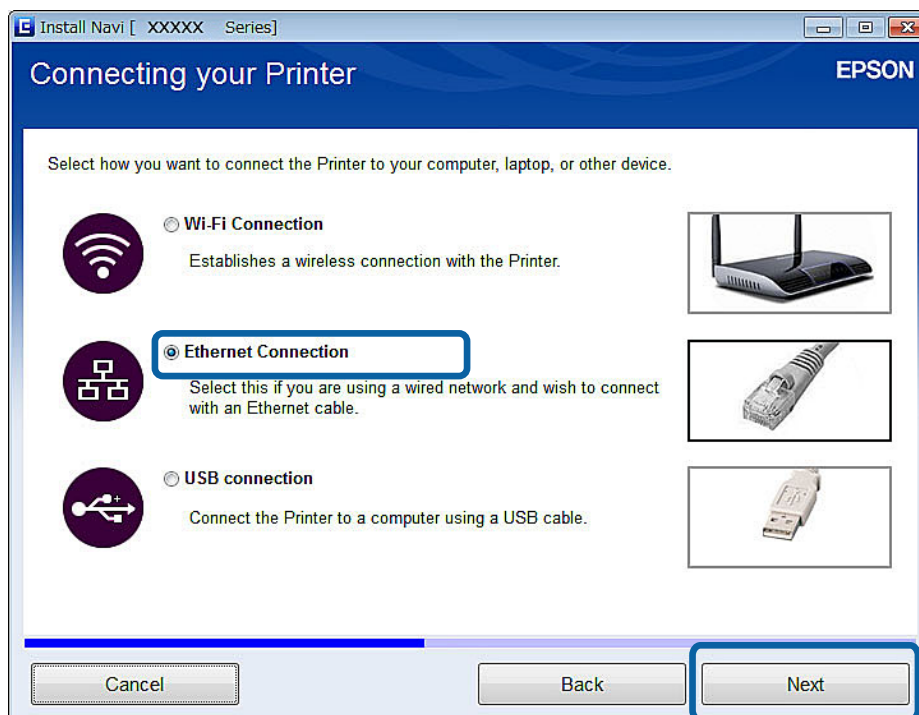 Install Navi [ XXXXX Series]
Connecting your Printer
EPSON
Select how you want to connect the Printer to your computer, laptop, or other device.
Wi-Fi Connection
Establishes a wireless connection with the Printer.
Ethernet Connection
Select this if you are using a wired network and wish to connect
with an Ethernet cable.
USB connection
Connect the Printer to a computer using a USB cable.
Cancel
Back
Next